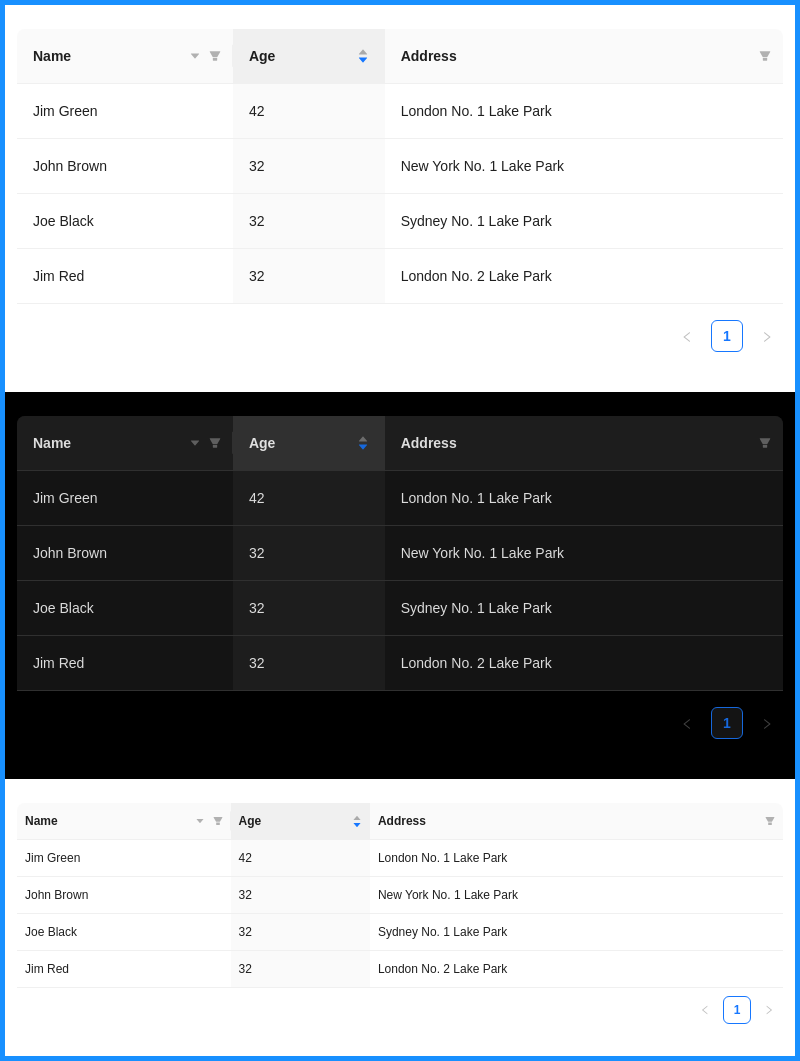 Name Age Address
Jim Green 42 London No. 1 Lake Park
John Brown 32 New York No. 1 Lake Park
Joe Black 32 Sydney No. 1 Lake Park
Jim Red 32 London No. 2 Lake Park
1
Name Age Address
Jim Green 42 London No. 1 Lake Park
John Brown 32 New York No. 1 Lake Park
Joe Black 32 Sydney No. 1 Lake Park
Jim Red 32 London No. 2 Lake Park
1
Name Age Address
Jim Green 42 London No. 1 Lake Park
John Brown 32 New York No. 1 Lake Park
Joe Black 32 Sydney No. 1 Lake Park
Jim Red 32 London No. 2 Lake Park
1